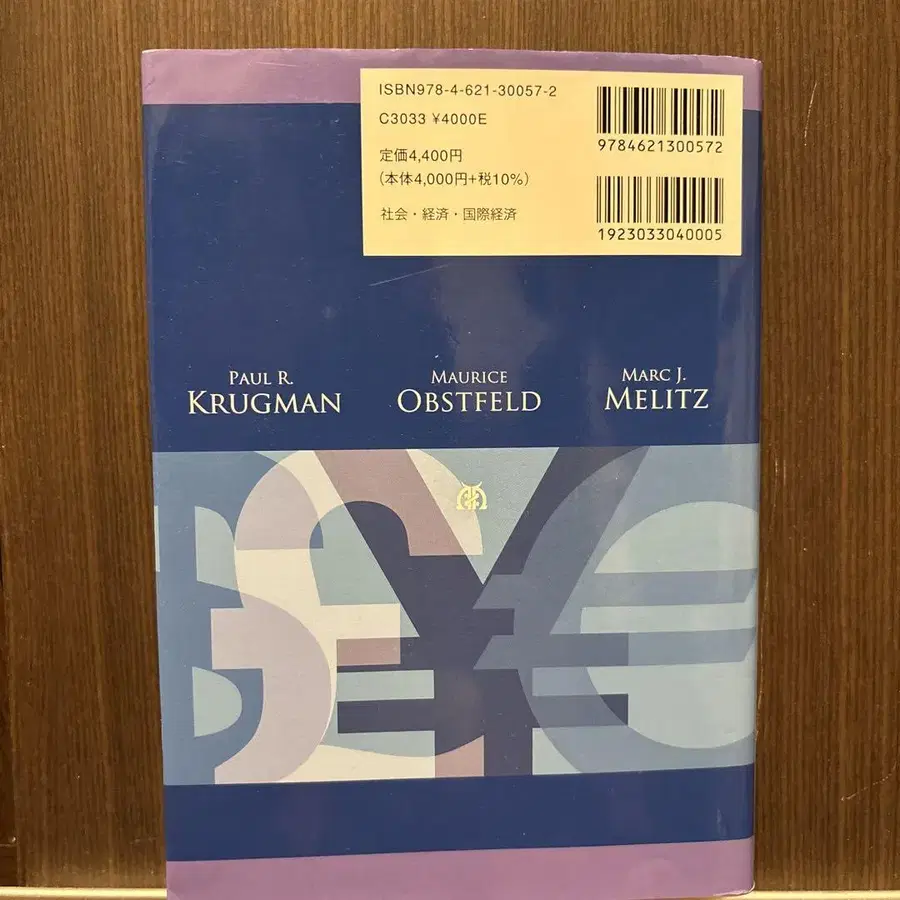 ISBN978-4-621-30057-2
C3033 ¥4000E
定価4,400円
(本体4,000円+税10%)
社会・経済・国際経済
9784621300572
1923033040005
PAUL R.
KRUGMAN
MAURICE
OBSTFELD
MARC J.
MELITZ